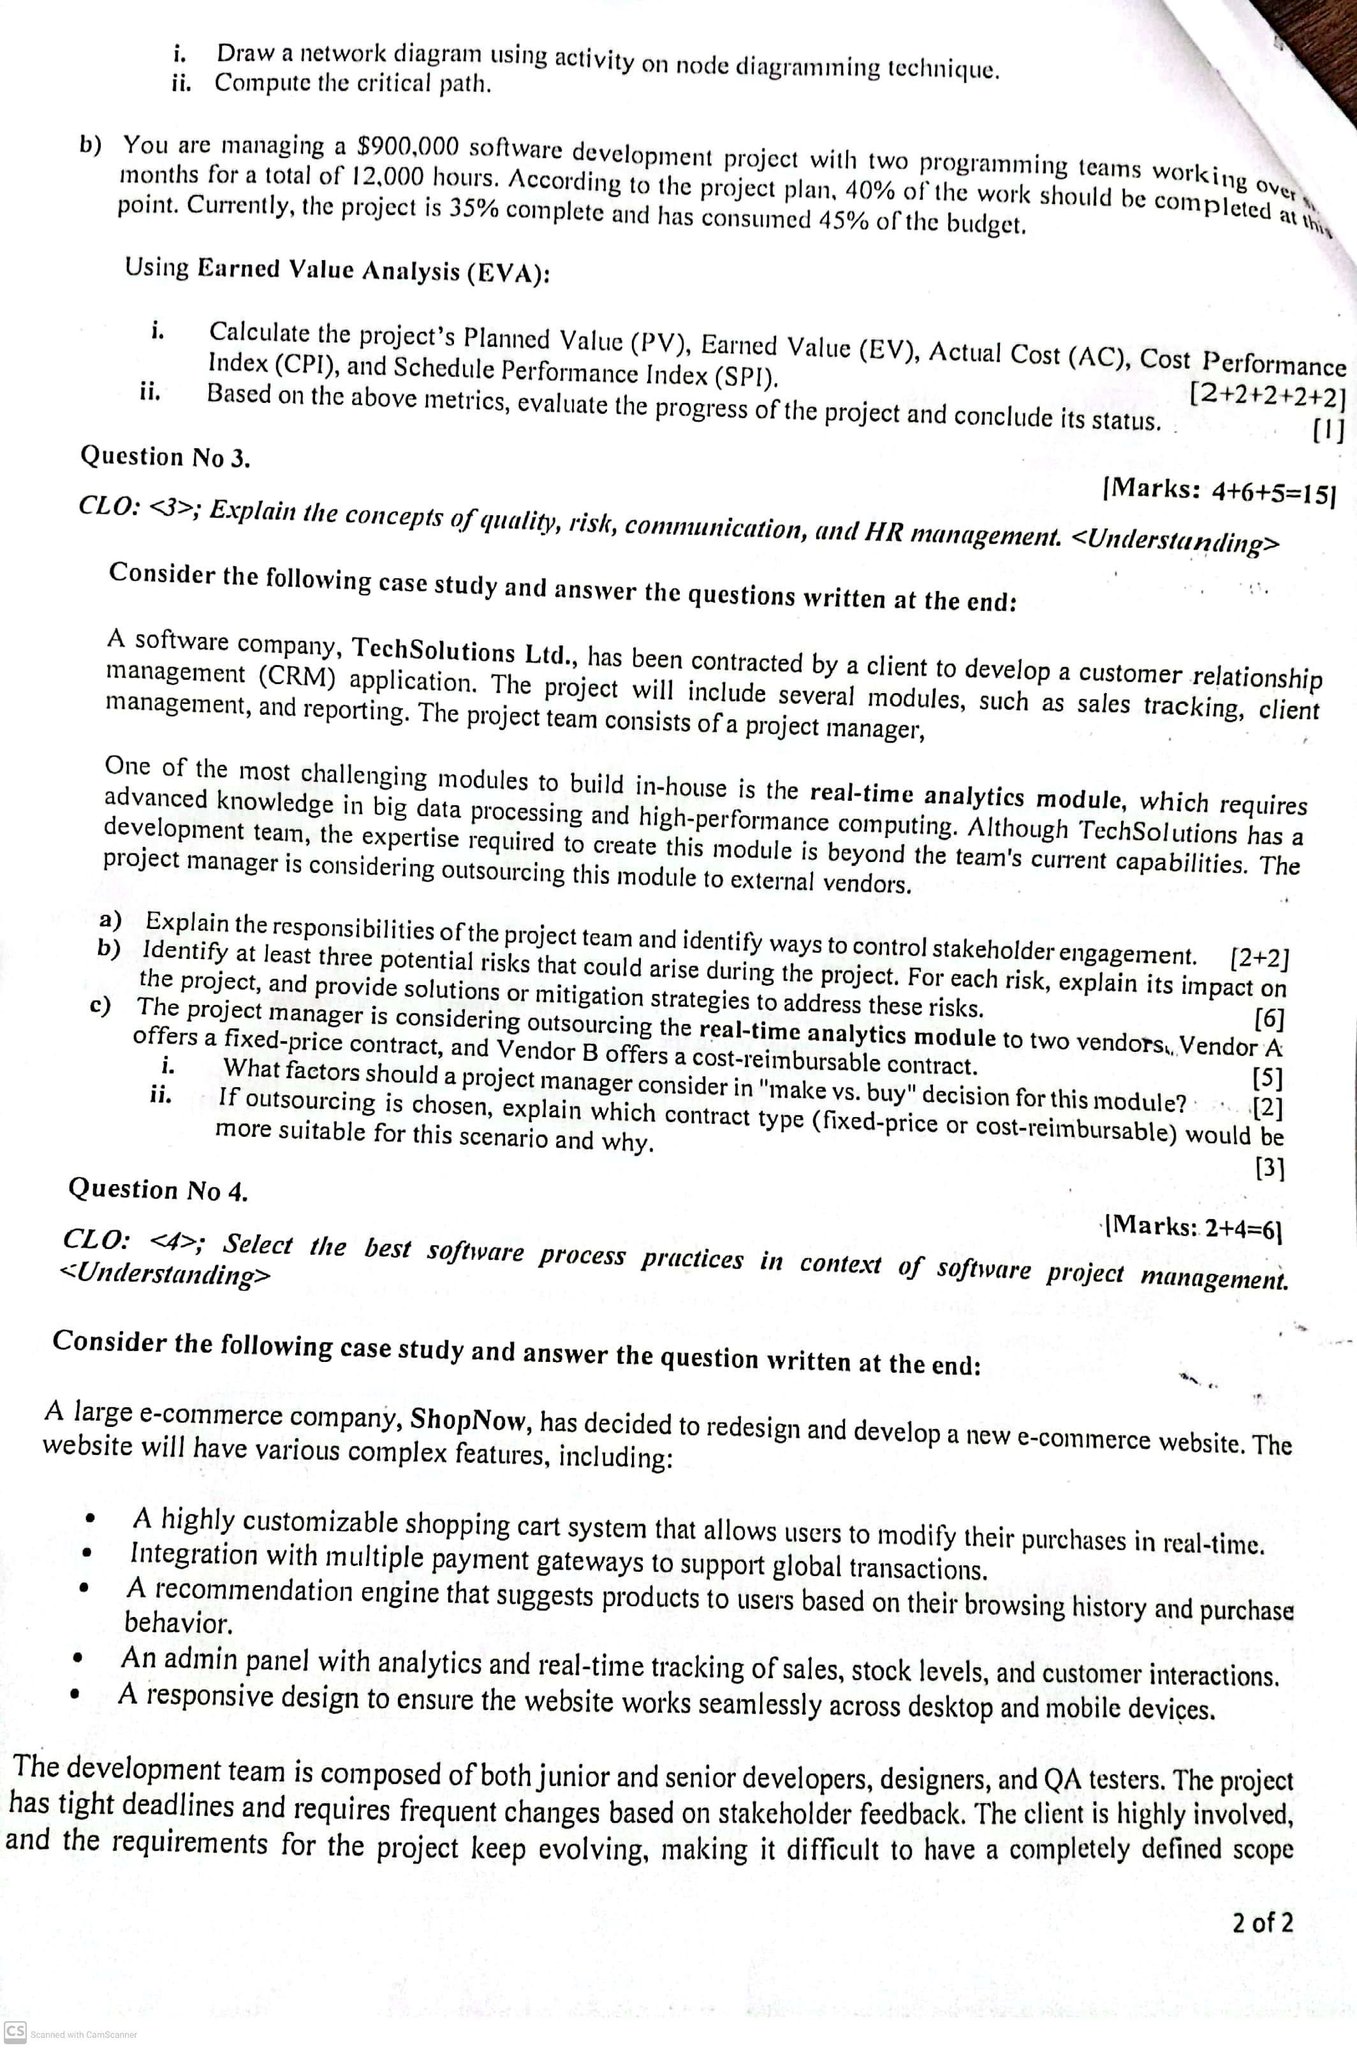 i. Draw a network diagram using activity on node diagramming technique.
ii. Compute the critical path.
b) You are managing a $900,000 software development project with two programming teams working over
months for a total of 12,000 hours. According to the project plan, 40% of the work should be completed at this
point. Currently, the project is 35% complete and has consumed 45% of the budget.
Using Earned Value Analysis (EVA):
i. Calculate the project's Planned Value (PV), Earned Value (EV), Actual Cost (AC), Cost Performance
Index (CPI), and Schedule Performance Index (SPI). [2+2+2+2+2]
ii. Based on the above metrics, evaluate the progress of the project and conclude its status. [1]
Question No 3. [Marks: 4+6+5=15]
CLO: <3>; Explain the concepts of quality, risk, communication, and HR management. <Understanding>
Consider the following case study and answer the questions written at the end:
A software company, TechSolutions Ltd., has been contracted by a client to develop a customer relationship
management (CRM) application. The project will include several modules, such as sales tracking, client
management, and reporting. The project team consists of a project manager,
One of the most challenging modules to build in-house is the real-time analytics module, which requires
advanced knowledge in big data processing and high-performance computing. Although TechSolutions has a
development team, the expertise required to create this module is beyond the team's current capabilities. The
project manager is considering outsourcing this module to external vendors.
a) Explain the responsibilities of the project team and identify ways to control stakeholder engagement. [2+2]
b) Identify at least three potential risks that could arise during the project. For each risk, explain its impact on
the project, and provide solutions or mitigation strategies to address these risks. [6]
c) The project manager is considering outsourcing the real-time analytics module to two vendors, Vendor A
offers a fixed-price contract, and Vendor B offers a cost-reimbursable contract. [5]
i. What factors should a project manager consider in "make vs. buy" decision for this module? [2]
ii. If outsourcing is chosen, explain which contract type (fixed-price or cost-reimbursable) would be
more suitable for this scenario and why. [3]
Question No 4. [Marks: 2+4=6]
CLO: <4>; Select the best software process practices in context of software project management.
<Understanding>
Consider the following case study and answer the question written at the end:
A large e-commerce company, ShopNow, has decided to redesign and develop a new e-commerce website. The
website will have various complex features, including:
• A highly customizable shopping cart system that allows users to modify their purchases in real-time.
• Integration with multiple payment gateways to support global transactions.
• A recommendation engine that suggests products to users based on their browsing history and purchase
behavior.
• An admin panel with analytics and real-time tracking of sales, stock levels, and customer interactions.
• A responsive design to ensure the website works seamlessly across desktop and mobile devices.
The development team is composed of both junior and senior developers, designers, and QA testers. The project
has tight deadlines and requires frequent changes based on stakeholder feedback. The client is highly involved,
and the requirements for the project keep evolving, making it difficult to have a completely defined scope
2 of 2
CS Scanned with CamScanner